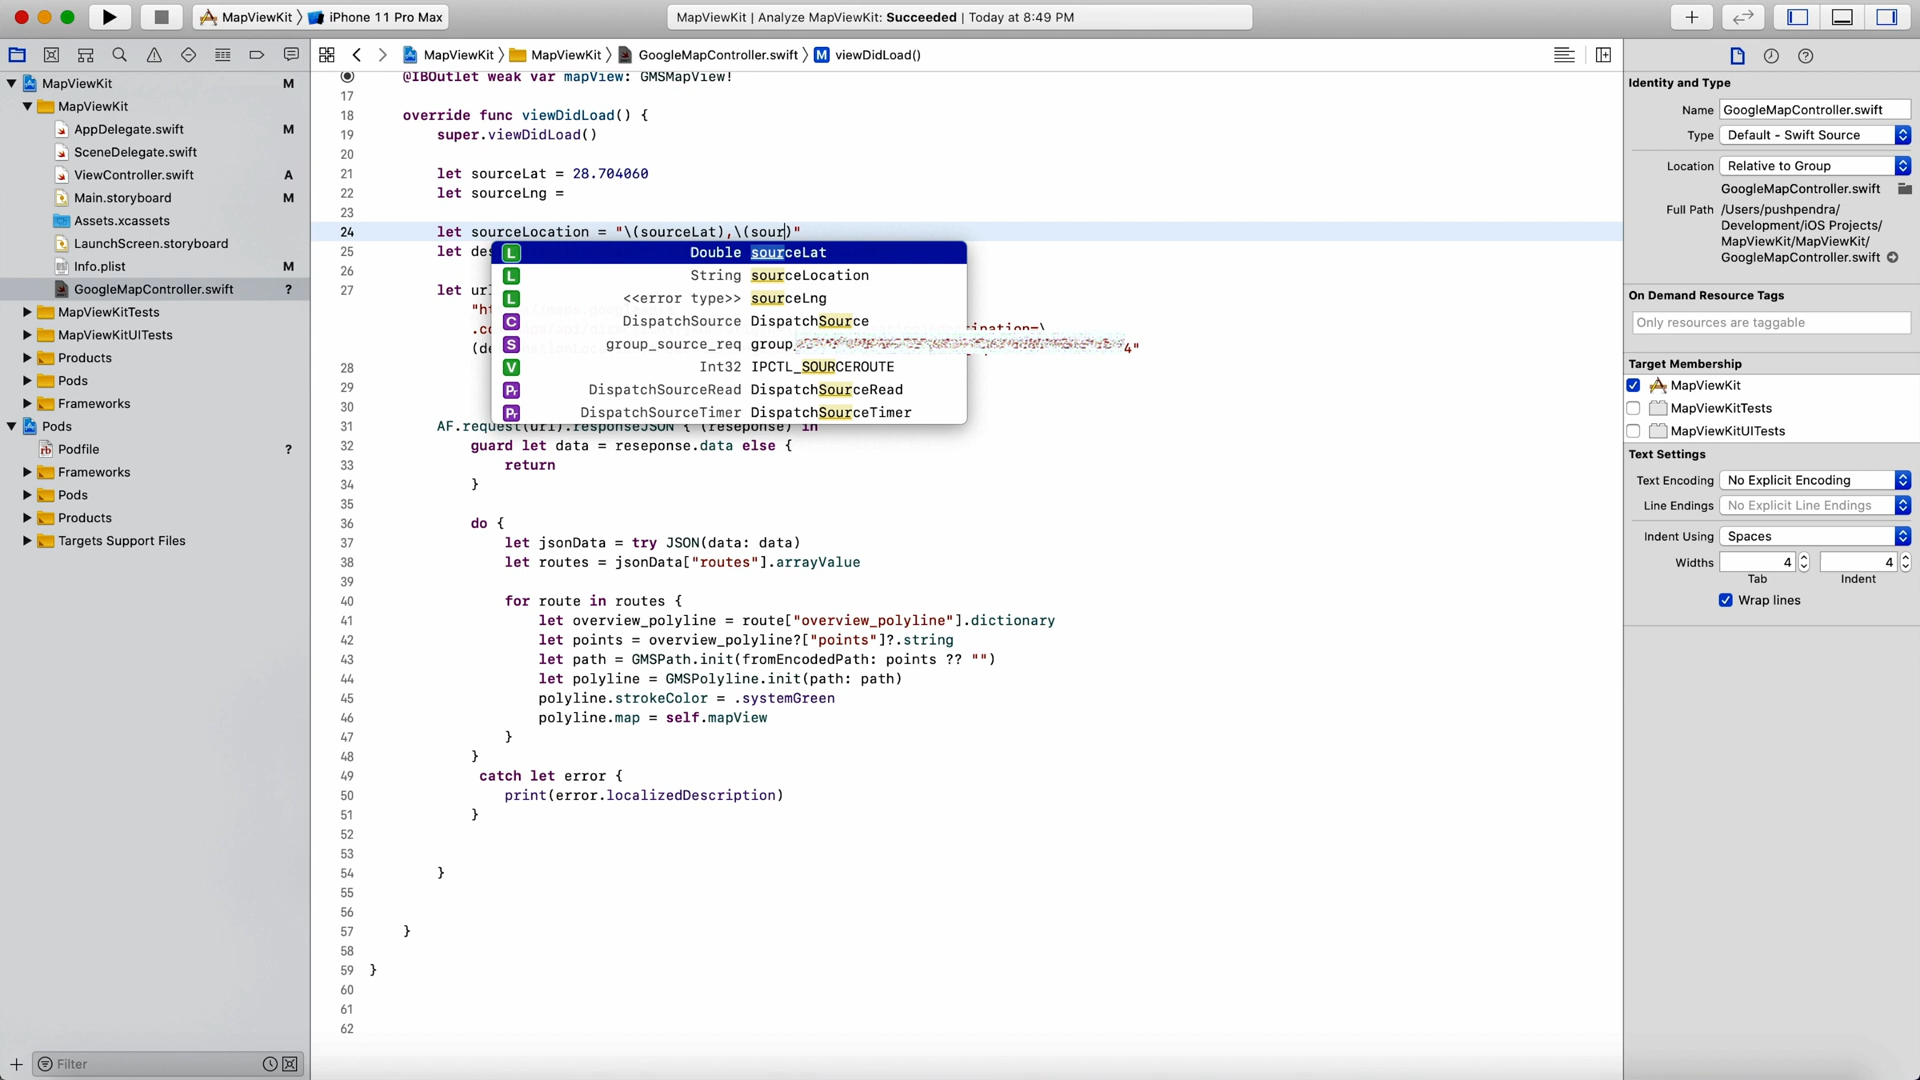 MapViewKit 〉 iPhone 11 Pro Max
MapViewKit | Analyze MapViewKit: Succeeded | Today at 8:49 PM
MapViewKit 〉 MapViewKit 〉 GoogleMapController.swift 〉 M viewDidLoad()
MapViewKit M
MapViewKit
AppDelegate.swift M
SceneDelegate.swift
ViewController.swift A
Main.storyboard M
Assets.xcassets
LaunchScreen.storyboard
Info.plist M
GoogleMapController.swift ?
MapViewKitTests
MapViewKitUITests
Products
Pods
Frameworks
Pods
Podfile ?
Frameworks
Pods
Products
Targets Support Files
Filter
@IBOutlet weak var mapView: GMSMapView!
17
18 override func viewDidLoad() {
19 super.viewDidLoad()
20
21 let sourceLat = 28.704060
22 let sourceLng =
23
24 let sourceLocation = "\(sourceLat),\(sour)"
25 let des
26
27 let url
"ht
.co
(de
4"
L Double sourceLat
L String sourceLocation
L <<error type>> sourceLng
C DispatchSource DispatchSource
S group_source_req group_
V Int32 IPCTL_SOURCEROUTE
Pr DispatchSourceRead DispatchSourceRead
Pr DispatchSourceTimer DispatchSourceTimer
28
29
30
31 AF.request(url).responseJSON { (reseponse) in
32 guard let data = reseponse.data else {
33 return
34 }
35
36 do {
37 let jsonData = try JSON(data: data)
38 let routes = jsonData["routes"].arrayValue
39
40 for route in routes {
41 let overview_polyline = route["overview_polyline"].dictionary
42 let points = overview_polyline?["points"]?.string
43 let path = GMSPath.init(fromEncodedPath: points ?? "")
44 let polyline = GMSPolyline.init(path: path)
45 polyline.strokeColor = .systemGreen
46 polyline.map = self.mapView
47 }
48 }
49 catch let error {
50 print(error.localizedDescription)
51 }
52
53
54 }
55
56
57 }
58
59 }
60
61
62
Identity and Type
Name GoogleMapController.swift
Type Default - Swift Source
Location Relative to Group
GoogleMapController.swift
Full Path /Users/pushpendra/
Development/iOS Projects/
MapViewKit/MapViewKit/
GoogleMapController.swift
On Demand Resource Tags
Only resources are taggable
Target Membership
MapViewKit
MapViewKitTests
MapViewKitUITests
Text Settings
Text Encoding No Explicit Encoding
Line Endings No Explicit Line Endings
Indent Using Spaces
Widths 4 4
Tab Indent
Wrap lines